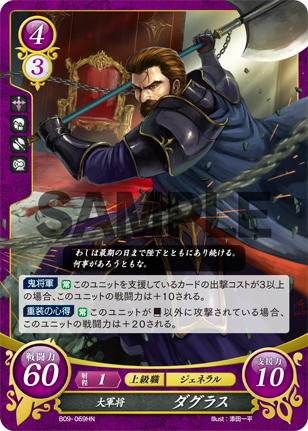 4
3
SAMPLE
わしは最期の日まで陛下とともにあり続ける。
何事があろうともな。
鬼将軍 常 このユニットを支援しているカードの出撃コストが3以上
の場合、このユニットの戦闘力は+10される。
重装の心得 常 このユニットが 以外に攻撃されている場合、
このユニットの戦闘力は+20される。
戦闘力
60
射程 1 上級職 ジェネラル
支援力
10
大軍将 ダグラス
B09-069HN
Illust:漆田一平